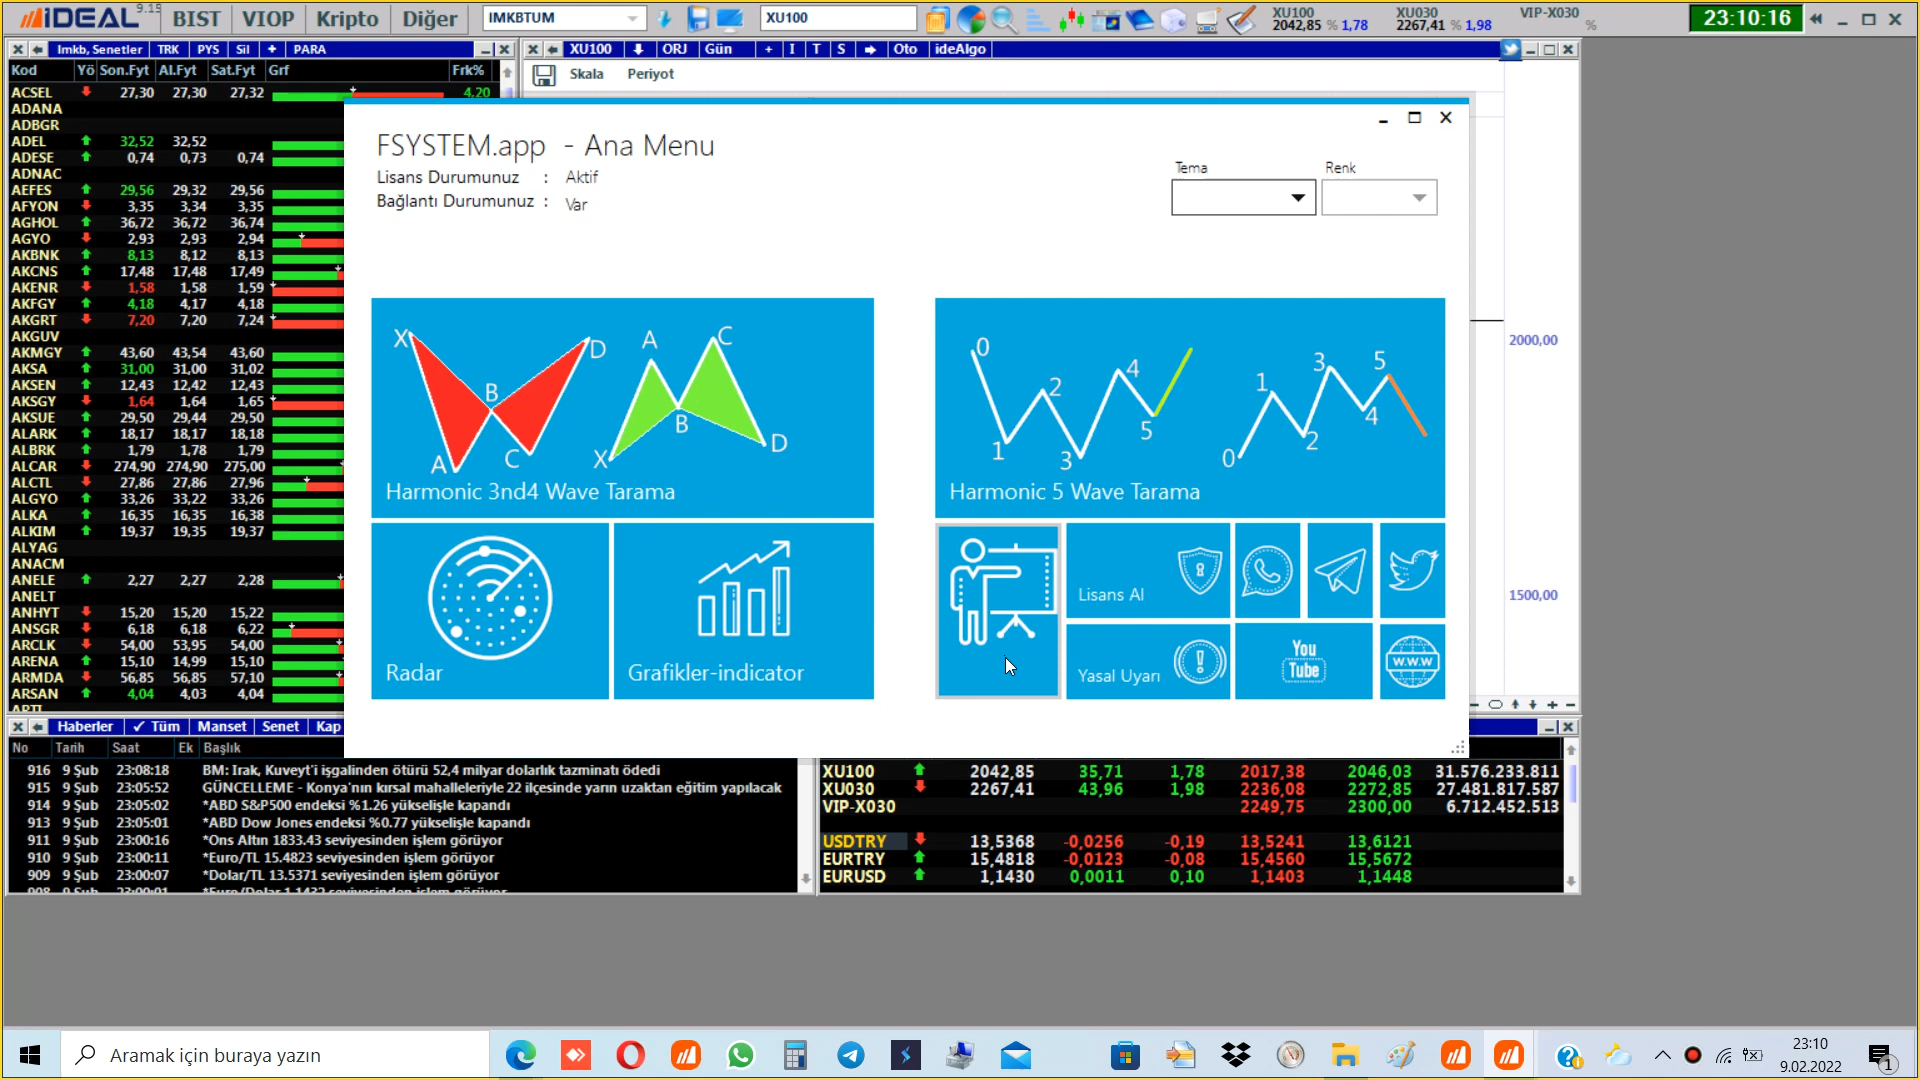 iDEAL 9.15 BIST VIOP Kripto Diğer IMKBTUM XU100 XU100 2042,85 % 1,78 XU030 2267,41 % 1,98 VIP-X030 % 23:10:16
Imkb, Senetler TRK PYS Sil + PARA
XU100 ORJ Gün + I T S Oto ideAlgo
Kod Yö Son.Fyt Al.Fyt Sat.Fyt Grf Frk%
Skala Periyot
ACSEL 27,30 27,30 27,32 4,20
ADANA
ADBGR
ADEL 32,52 32,52
ADESE 0,74 0,73 0,74
ADNAC
AEFES 29,56 29,32 29,56
AFYON 3,35 3,34 3,35
AGHOL 36,72 36,72 36,74
AGYO 2,93 2,93 2,94
AKBNK 8,13 8,12 8,13
AKCNS 17,48 17,48 17,49
AKENR 1,58 1,58 1,59
AKFGY 4,18 4,17 4,18
AKGRT 7,20 7,20 7,24
AKGUV
AKMGY 43,60 43,54 43,60
AKSA 31,00 31,00 31,02
AKSEN 12,43 12,42 12,43
AKSGY 1,64 1,64 1,65
AKSUE 29,50 29,44 29,50
ALARK 18,17 18,17 18,18
ALBRK 1,79 1,78 1,79
ALCAR 274,90 274,90 275,00
ALCTL 27,86 27,86 27,96
ALGYO 33,26 33,22 33,26
ALKA 16,35 16,35 16,38
ALKIM 19,37 19,35 19,37
ALYAG
ANACM
ANELE 2,27 2,27 2,28
ANELT
ANHYT 15,20 15,20 15,22
ANSGR 6,18 6,18 6,22
ARCLK 54,00 53,95 54,00
ARENA 15,10 14,99 15,10
ARMDA 56,85 56,85 57,10
ARSAN 4,04 4,03 4,04
ARTI
FSYSTEM.app - Ana Menu
Lisans Durumunuz : Aktif
Bağlantı Durumunuz : Var
Tema Renk
X D B A C
A C B X D
Harmonic 3nd4 Wave Tarama
0 2 4 1 3 5
3 5 1 4 2 0
Harmonic 5 Wave Tarama
Radar
Grafikler-indicator
Lisans Al
Yasal Uyarı
You
Tube
WWW
2000,00
1500,00
Haberler ✓ Tüm Manset Senet Kap
No Tarih Saat Ek Başlık
916 9 Şub 23:08:18 BM: Irak, Kuveyt'i işgalinden ötürü 52,4 milyar dolarlık tazminatı ödedi
915 9 Şub 23:05:52 GÜNCELLEME - Konya'nın kırsal mahalleleriyle 22 ilçesinde yarın uzaktan eğitim yapılacak
914 9 Şub 23:05:02 *ABD S&P500 endeksi %1.26 yükselişle kapandı
913 9 Şub 23:05:01 *ABD Dow Jones endeksi %0.77 yükselişle kapandı
911 9 Şub 23:00:16 *Ons Altın 1833.43 seviyesinden işlem görüyor
910 9 Şub 23:00:11 *Euro/TL 15.4823 seviyesinden işlem görüyor
909 9 Şub 23:00:07 *Dolar/TL 13.5371 seviyesinden işlem görüyor
908 9 Şub 23:00:01 *Euro/Dolar 1.1432 seviyesinden işlem görüyor
XU100 2042,85 35,71 1,78 2017,38 2046,03 31.576.233.811
XU030 2267,41 43,96 1,98 2236,08 2272,85 27.481.817.587
VIP-X030 2249,75 2300,00 6.712.452.513
USDTRY 13,5368 -0,0256 -0,19 13,5241 13,6121
EURTRY 15,4818 -0,0123 -0,08 15,4560 15,5672
EURUSD 1,1430 0,0011 0,10 1,1403 1,1448
Aramak için buraya yazın
23:10
9.02.2022
1